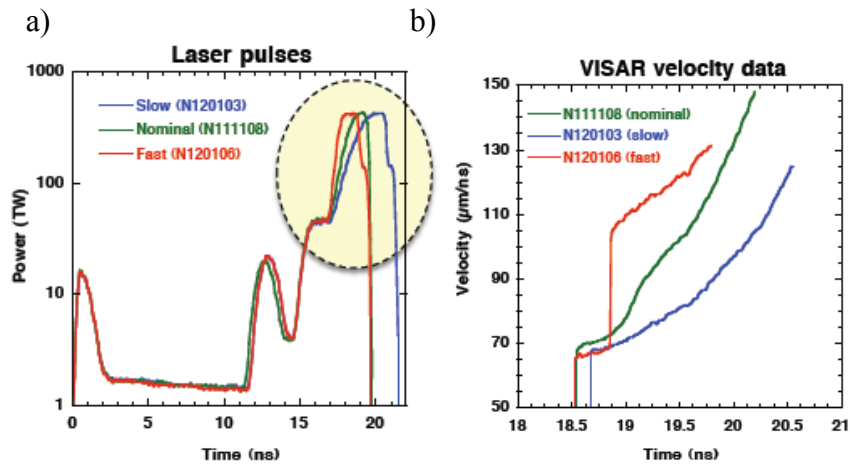 a)
Laser pulses
1000
100
10
1
Power (TW)
Slow (N120103)
Nominal (N111108)
Fast (N120106)
0
5
10
15
20
Time (ns)
b)
VISAR velocity data
150
130
110
90
70
50
Velocity (µm/ns)
N111108 (nominal)
N120103 (slow)
N120106 (fast)
18
18.5
19
19.5
20
20.5
21
Time (ns)